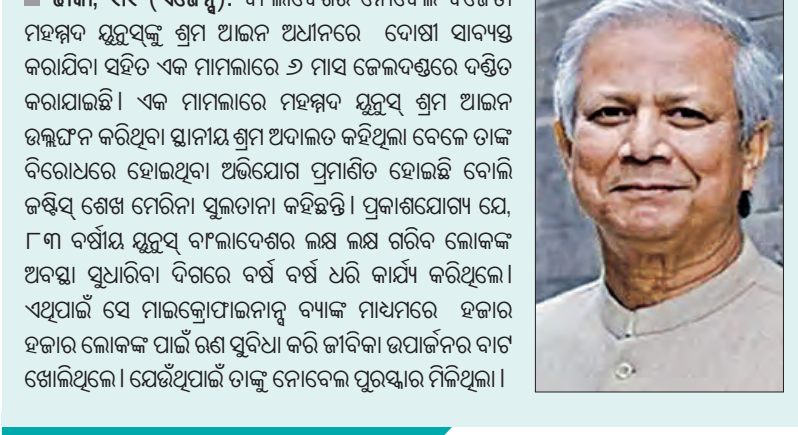 ମହମ୍ମଦ ୟୁନୁସ୍‌ଙ୍କୁ ଶ୍ରମ ଆଇନ ଅଧୀନରେ ଦୋଷୀ ସାବ୍ୟସ୍ତ
କରାଯିବା ସହିତ ଏକ ମାମଲାରେ ୬ ମାସ ଜେଲଦଣ୍ଡରେ ଦଣ୍ଡିତ
କରାଯାଇଛି। ଏକ ମାମଲାରେ ମହମ୍ମଦ ୟୁନୁସ୍ ଶ୍ରମ ଆଇନ
ଉଲ୍ଲଙ୍ଘନ କରିଥିବା ସ୍ଥାନୀୟ ଶ୍ରମ ଅଦାଲତ କହିଥିଲା ବେଳେ ତାଙ୍କ
ବିରୋଧରେ ହୋଇଥିବା ଅଭିଯୋଗ ପ୍ରମାଣିତ ହୋଇଛି ବୋଲି
ଜଷ୍ଟିସ୍ ଶେଖ ମେରିନା ସୁଲତାନା କହିଛନ୍ତି। ପ୍ରକାଶଯୋଗ୍ୟ ଯେ,
୮୩ ବର୍ଷୀୟ ୟୁନୁସ୍ ବାଂଲାଦେଶର ଲକ୍ଷ ଲକ୍ଷ ଗରିବ ଲୋକଙ୍କ
ଅବସ୍ଥା ସୁଧାରିବା ଦିଗରେ ବର୍ଷ ବର୍ଷ ଧରି କାର୍ଯ୍ୟ କରିଥିଲେ।
ଏଥିପାଇଁ ସେ ମାଇକ୍ରୋଫାଇନାନ୍ସ ବ୍ୟାଙ୍କ ମାଧ୍ୟମରେ ହଜାର
ହଜାର ଲୋକଙ୍କ ପାଇଁ ଋଣ ସୁବିଧା କରି ଜୀବିକା ଉପାର୍ଜନର ବାଟ
ଖୋଲିଥିଲେ। ଯେଉଁଥିପାଇଁ ତାଙ୍କୁ ନୋବେଲ ପୁରସ୍କାର ମିଳିଥିଲା।